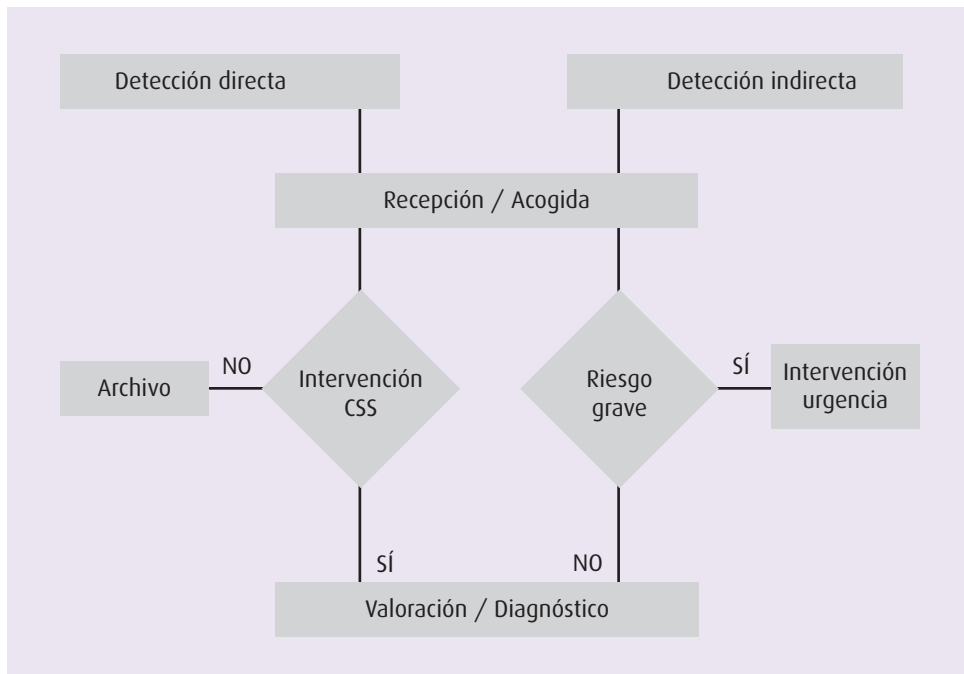 Detección directa
Detección indirecta
Recepción / Acogida
NO
Archivo
Intervención
CSS
Riesgo
grave
SÍ
Intervención
urgencia
SÍ
NO
Valoración / Diagnóstico